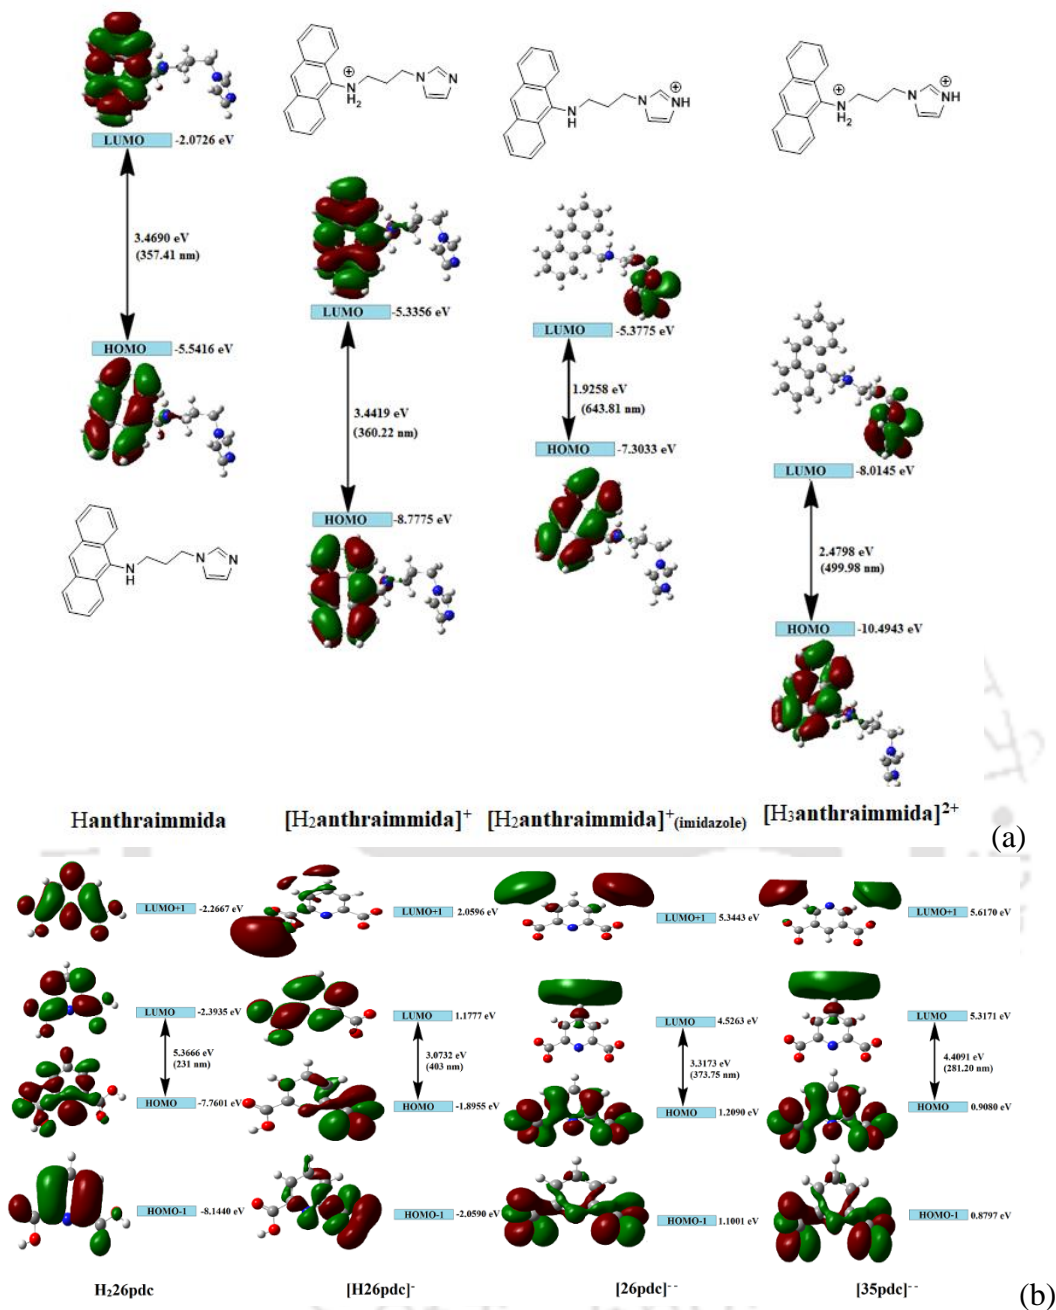 LUMO -2.0726 eV
3.4690 eV
(357.41 nm)
HOMO -5.5416 eV
N
H
N
N
⊕
N
H2
N
N
LUMO -5.3356 eV
3.4419 eV
(360.22 nm)
HOMO -8.7775 eV
⊕
N
H
N
NH
LUMO -5.3775 eV
1.9258 eV
(643.81 nm)
HOMO -7.3033 eV
⊕
N
H2
⊕
N
NH
LUMO -8.0145 eV
2.4798 eV
(499.98 nm)
HOMO -10.4943 eV
Hanthraimmida [H2anthraimmida]+ [H2anthraimmida]+(imidazole) [H3anthraimmida]2+
(a)
LUMO+1 -2.2667 eV
LUMO -2.3935 eV
5.3666 eV
(231 nm)
HOMO -7.7601 eV
HOMO-1 -8.1440 eV
H226pdc
LUMO+1 2.0596 eV
LUMO 1.1777 eV
3.0732 eV
(403 nm)
HOMO -1.8955 eV
HOMO-1 -2.0590 eV
[H26pdc]-
LUMO+1 5.3443 eV
LUMO 4.5263 eV
3.3173 eV
(373.75 nm)
HOMO 1.2090 eV
HOMO-1 1.1001 eV
[26pdc]--
LUMO+1 5.6170 eV
LUMO 5.3171 eV
4.4091 eV
(281.20 nm)
HOMO 0.9080 eV
HOMO-1 0.8797 eV
[35pdc]--
(b)